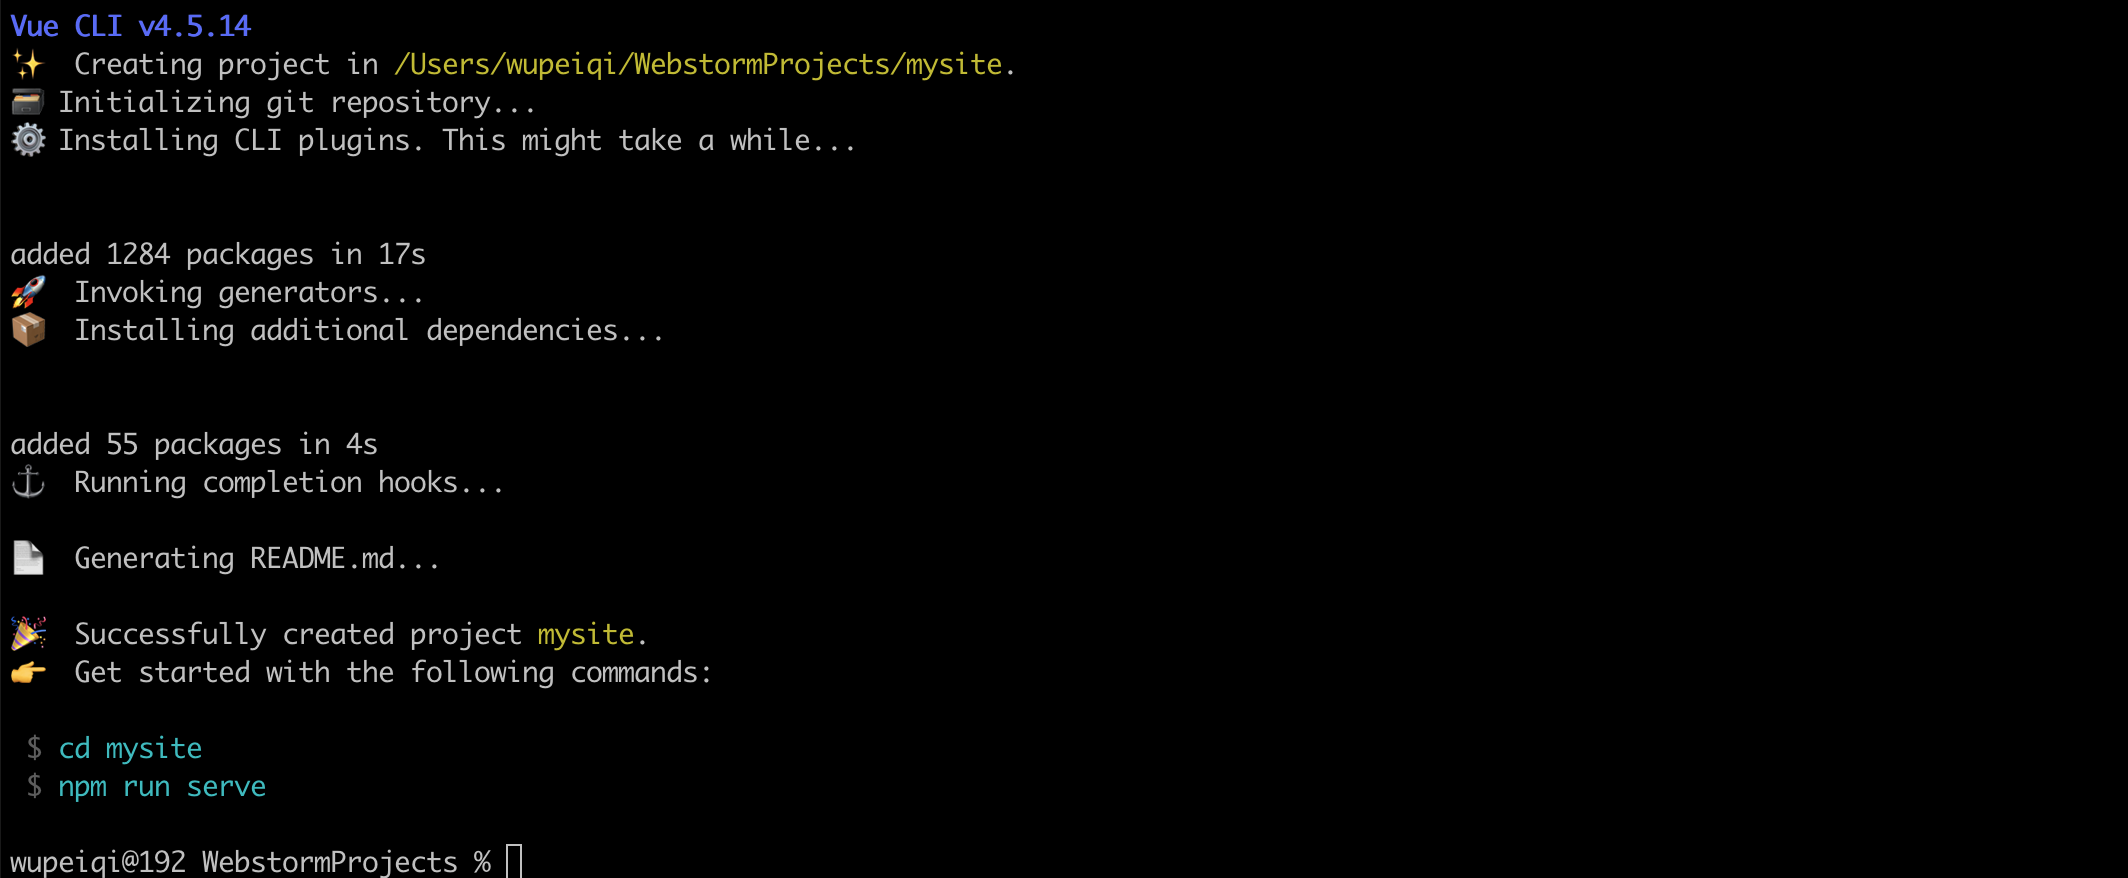 Vue CLI v4.5.14
✨  Creating project in /Users/wupeiqi/WebstormProjects/mysite.
🗃 Initializing git repository...
⚙️ Installing CLI plugins. This might take a while...
added 1284 packages in 17s
🚀  Invoking generators...
📦  Installing additional dependencies...
added 55 packages in 4s
⚓  Running completion hooks...
📄  Generating README.md...
🎉  Successfully created project mysite.
👉  Get started with the following commands:
$ cd mysite
$ npm run serve
wupeiqi@192 WebstormProjects %